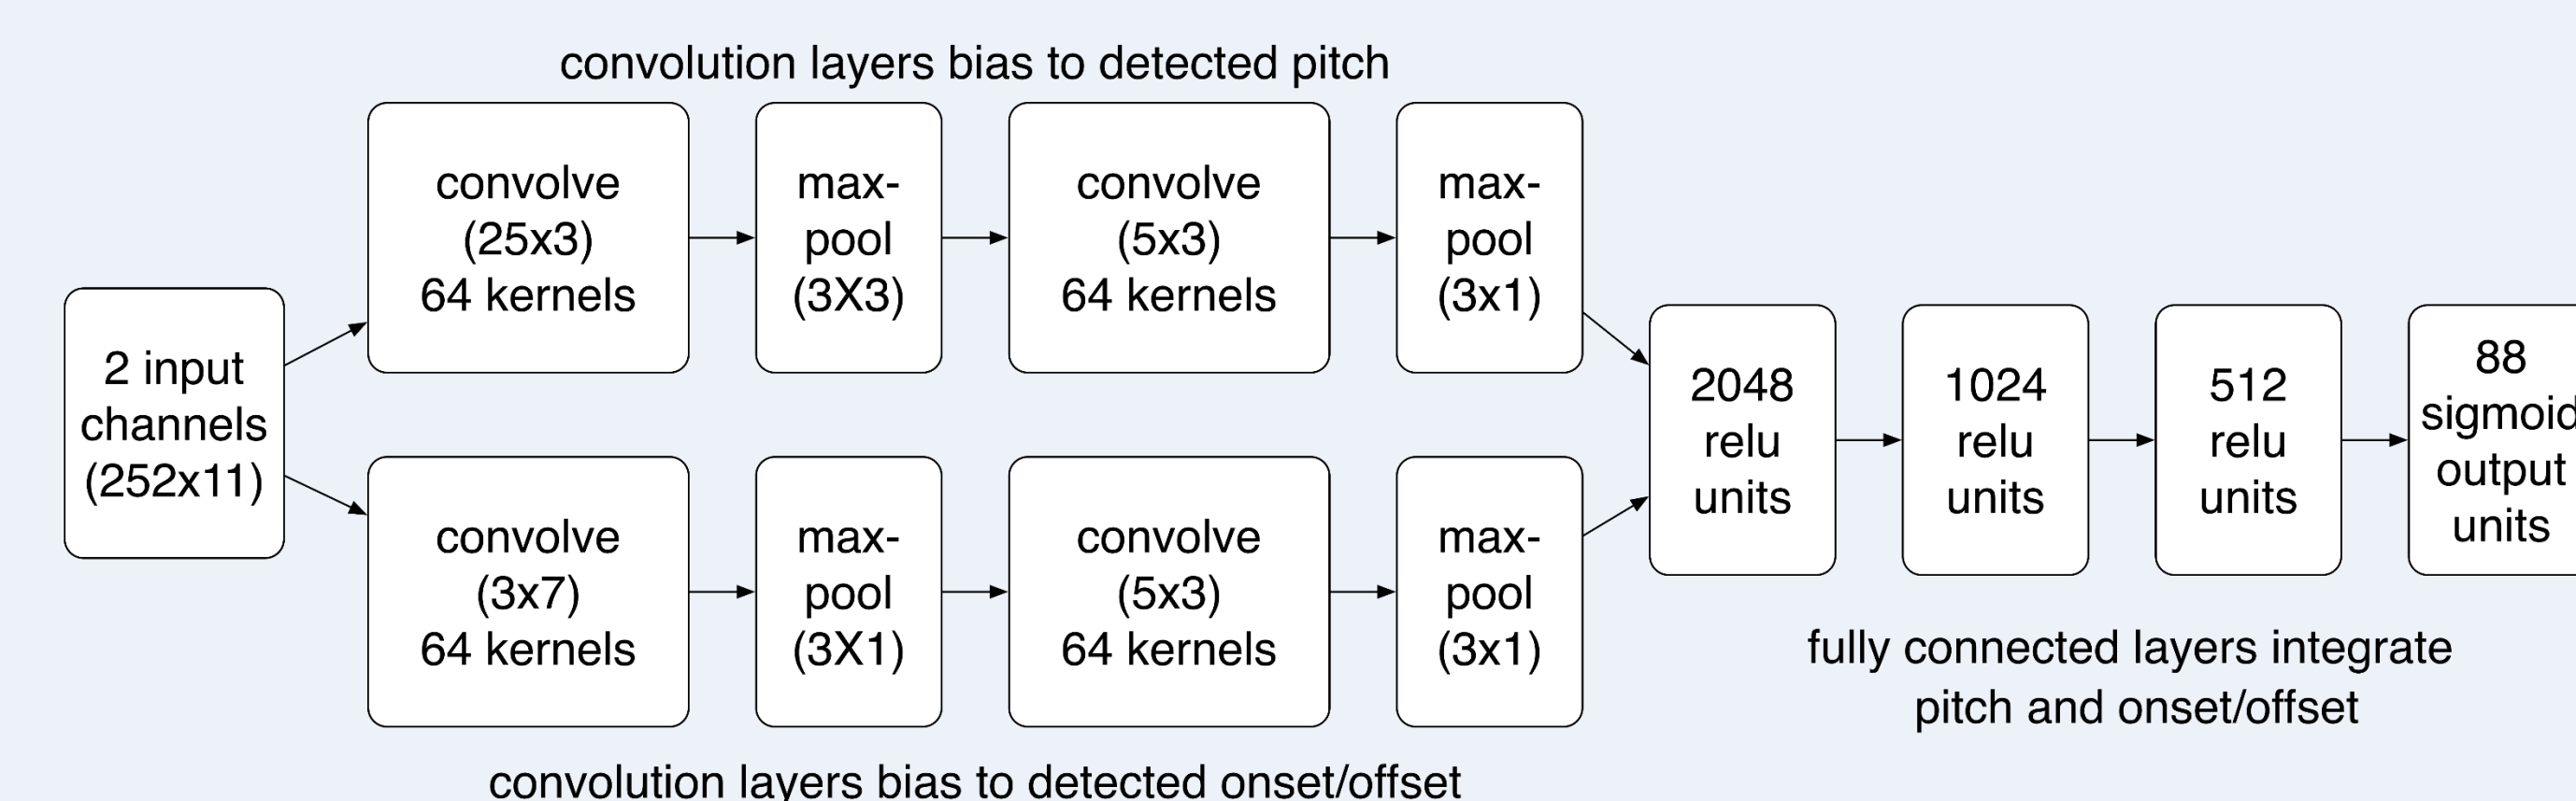 convolution layers bias to detected pitch
convolve
(25x3)
64 kernels
max-
pool
(3X3)
convolve
(5x3)
64 kernels
max-
pool
(3x1)
2 input
channels
(252x11)
convolve
(3x7)
64 kernels
max-
pool
(3X1)
convolve
(5x3)
64 kernels
max-
pool
(3x1)
2048
relu
units
1024
relu
units
512
relu
units
88
sigmoid
output
units
fully connected layers integrate
pitch and onset/offset
convolution layers bias to detected onset/offset